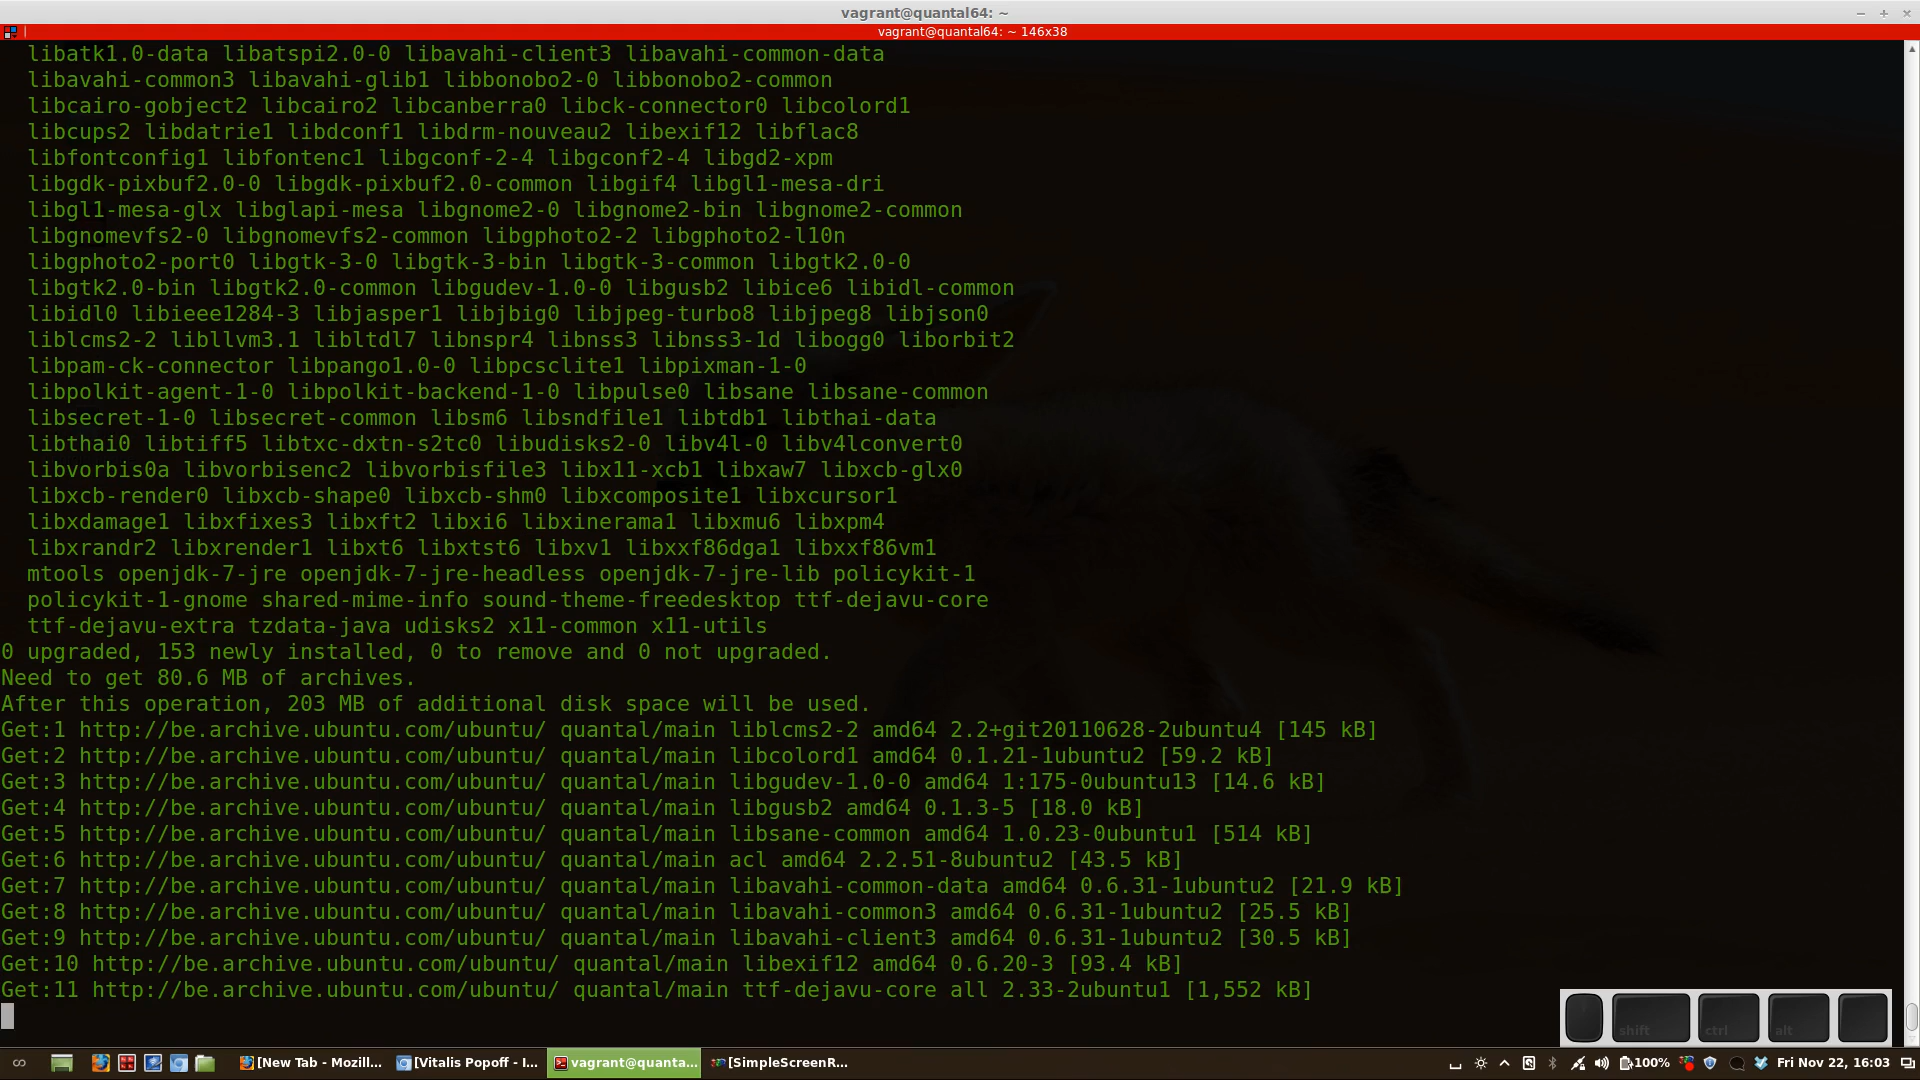 vagrant@quantal64: ~
vagrant@quantal64: ~ 146x38
libatk1.0-data libatspi2.0-0 libavahi-client3 libavahi-common-data
libavahi-common3 libavahi-glib1 libbonobo2-0 libbonobo2-common
libcairo-gobject2 libcairo2 libcanberra0 libck-connector0 libcolord1
libcups2 libdatrie1 libdconf1 libdrm-nouveau2 libexif12 libflac8
libfontconfig1 libfontenc1 libgconf-2-4 libgconf2-4 libgd2-xpm
libgdk-pixbuf2.0-0 libgdk-pixbuf2.0-common libgif4 libgl1-mesa-dri
libgl1-mesa-glx libglapi-mesa libgnome2-0 libgnome2-bin libgnome2-common
libgnomevfs2-0 libgnomevfs2-common libgphoto2-2 libgphoto2-l10n
libgphoto2-port0 libgtk-3-0 libgtk-3-bin libgtk-3-common libgtk2.0-0
libgtk2.0-bin libgtk2.0-common libgudev-1.0-0 libgusb2 libice6 libidl-common
libidl0 libieee1284-3 libjasper1 libjbig0 libjpeg-turbo8 libjpeg8 libjson0
liblcms2-2 libllvm3.1 libltdl7 libnspr4 libnss3 libnss3-1d libogg0 liborbit2
libpam-ck-connector libpango1.0-0 libpcsclite1 libpixman-1-0
libpolkit-agent-1-0 libpolkit-backend-1-0 libpulse0 libsane libsane-common
libsecret-1-0 libsecret-common libsm6 libsndfile1 libtdb1 libthai-data
libthai0 libtiff5 libtxc-dxtn-s2tc0 libudisks2-0 libv4l-0 libv4lconvert0
libvorbis0a libvorbisenc2 libvorbisfile3 libx11-xcb1 libxaw7 libxcb-glx0
libxcb-render0 libxcb-shape0 libxcb-shm0 libxcomposite1 libxcursor1
libxdamage1 libxfixes3 libxft2 libxi6 libxinerama1 libxmu6 libxpm4
libxrandr2 libxrender1 libxt6 libxtst6 libxv1 libxxf86dga1 libxxf86vm1
mtools openjdk-7-jre openjdk-7-jre-headless openjdk-7-jre-lib policykit-1
policykit-1-gnome shared-mime-info sound-theme-freedesktop ttf-dejavu-core
ttf-dejavu-extra tzdata-java udisks2 x11-common x11-utils
0 upgraded, 153 newly installed, 0 to remove and 0 not upgraded.
Need to get 80.6 MB of archives.
After this operation, 203 MB of additional disk space will be used.
Get:1 http://be.archive.ubuntu.com/ubuntu/ quantal/main liblcms2-2 amd64 2.2+git20110628-2ubuntu4 [145 kB]
Get:2 http://be.archive.ubuntu.com/ubuntu/ quantal/main libcolord1 amd64 0.1.21-1ubuntu2 [59.2 kB]
Get:3 http://be.archive.ubuntu.com/ubuntu/ quantal/main libgudev-1.0-0 amd64 1:175-0ubuntu13 [14.6 kB]
Get:4 http://be.archive.ubuntu.com/ubuntu/ quantal/main libgusb2 amd64 0.1.3-5 [18.0 kB]
Get:5 http://be.archive.ubuntu.com/ubuntu/ quantal/main libsane-common amd64 1.0.23-0ubuntu1 [514 kB]
Get:6 http://be.archive.ubuntu.com/ubuntu/ quantal/main acl amd64 2.2.51-8ubuntu2 [43.5 kB]
Get:7 http://be.archive.ubuntu.com/ubuntu/ quantal/main libavahi-common-data amd64 0.6.31-1ubuntu2 [21.9 kB]
Get:8 http://be.archive.ubuntu.com/ubuntu/ quantal/main libavahi-common3 amd64 0.6.31-1ubuntu2 [25.5 kB]
Get:9 http://be.archive.ubuntu.com/ubuntu/ quantal/main libavahi-client3 amd64 0.6.31-1ubuntu2 [30.5 kB]
Get:10 http://be.archive.ubuntu.com/ubuntu/ quantal/main libexif12 amd64 0.6.20-3 [93.4 kB]
Get:11 http://be.archive.ubuntu.com/ubuntu/ quantal/main ttf-dejavu-core all 2.33-2ubuntu1 [1,552 kB]
shift ctrl alt
[New Tab - Mozill... [Vitalis Popoff - I... vagrant@quanta... [SimpleScreenR... 100% Fri Nov 22, 16:03